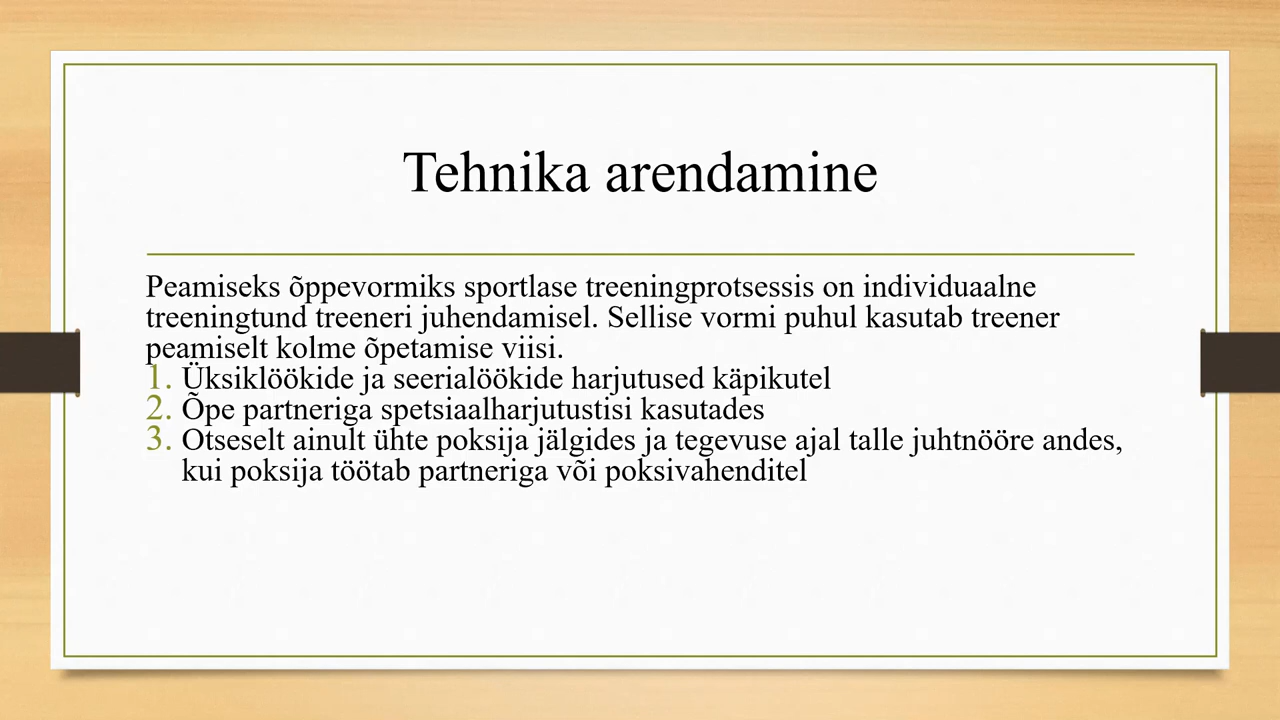 Tehnika arendamine
Peamiseks õppevormiks sportlase treeningprotsessis on individuaalne
treeningtund treeneri juhendamisel. Sellise vormi puhul kasutab treener
peamiselt kolme õpetamise viisi.
1. Üksiklöökide ja seerialöökide harjutused käpikutel
2. Õpe partneriga spetsiaalharjutustisi kasutades
3. Otseselt ainult ühte poksija jälgides ja tegevuse ajal talle juhtnööre andes,
kui poksija töötab partneriga või poksivahenditel